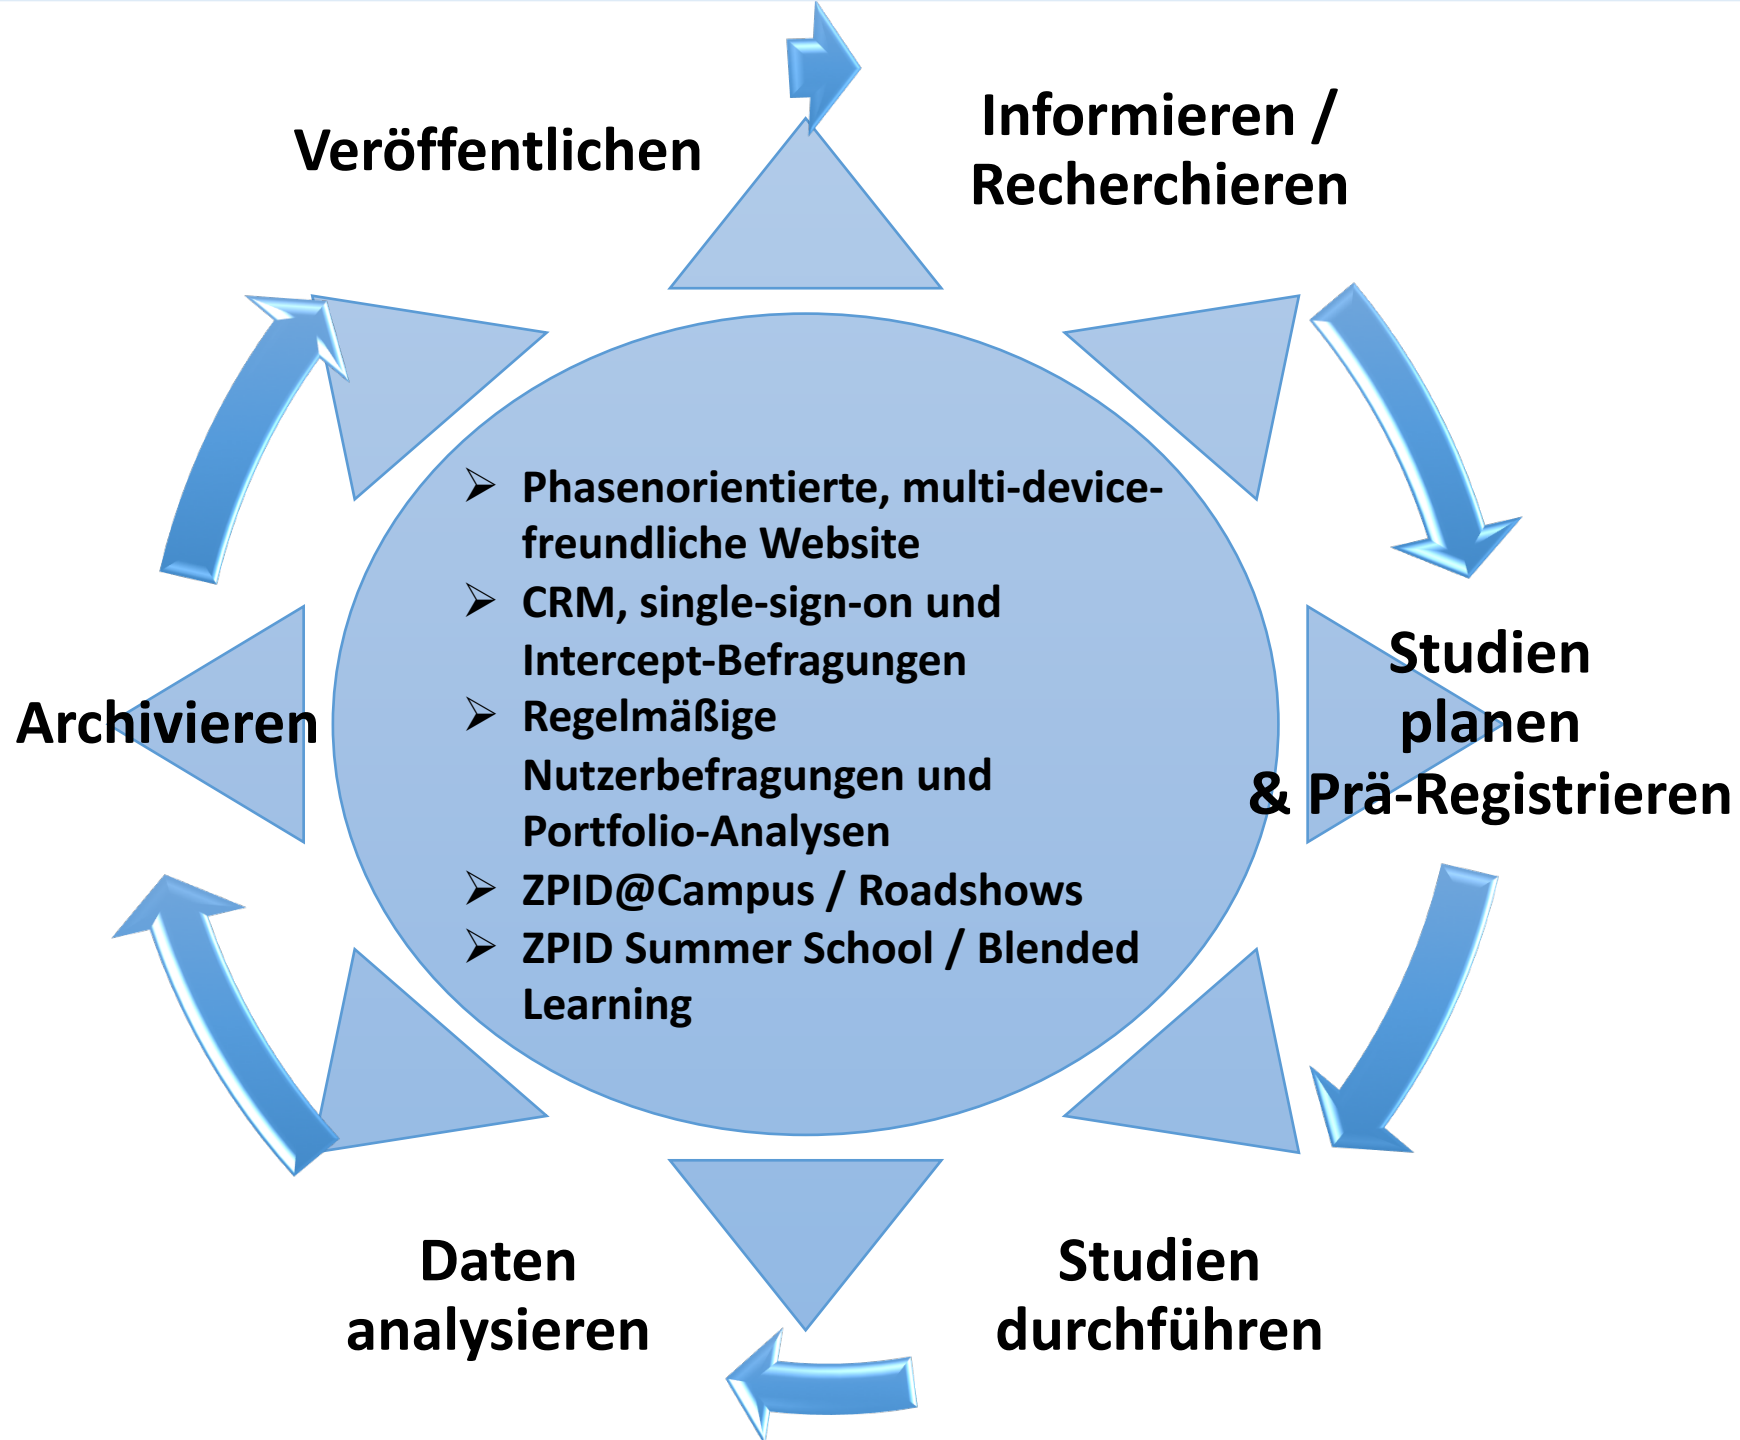 Veröffentlichen
Informieren /
Recherchieren
Studien
planen
& Prä-Registrieren
Studien
durchführen
Daten
analysieren
Archivieren
➢ Phasenorientierte, multi-device-
freundliche Website
➢ CRM, single-sign-on und
Intercept-Befragungen
➢ Regelmäßige
Nutzerbefragungen und
Portfolio-Analysen
➢ ZPID@Campus / Roadshows
➢ ZPID Summer School / Blended
Learning